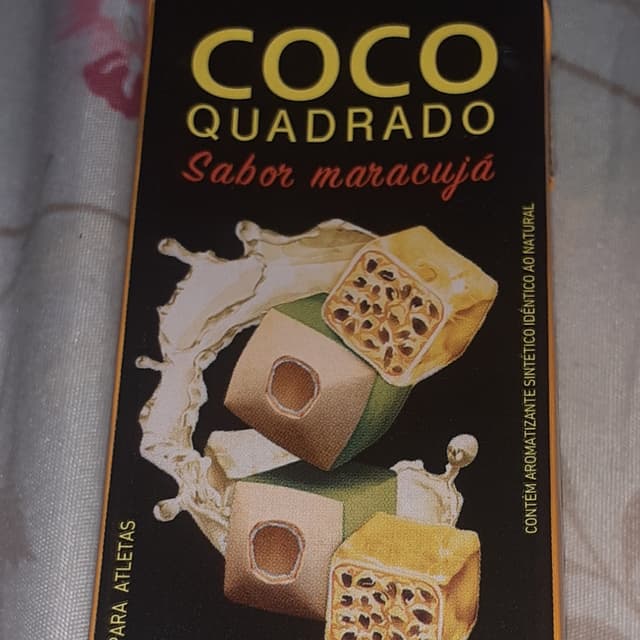 COCO
QUADRADO
Sabor maracujá
CONTÉM AROMATIZANTE SINTÉTICO IDÊNTICO AO NATURAL
PARA ATLETAS